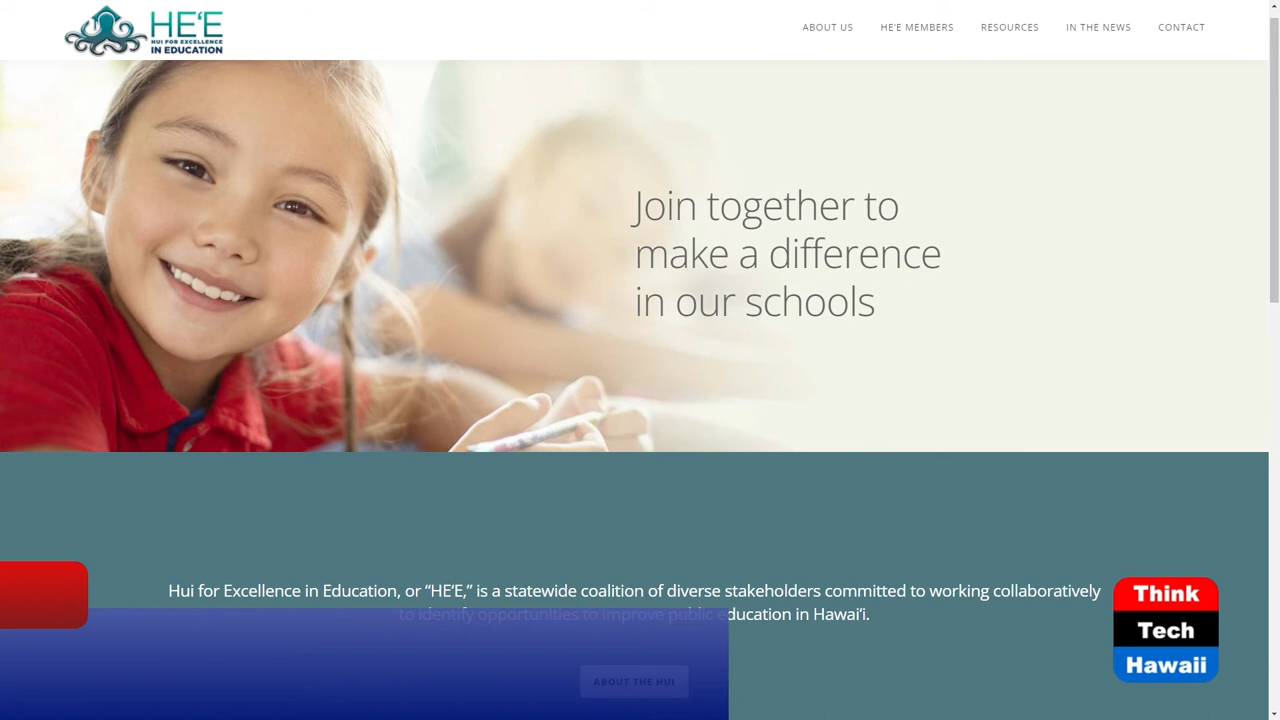 HE‘E
HUI FOR EXCELLENCE
IN EDUCATION
ABOUT US
HE‘E MEMBERS
RESOURCES
IN THE NEWS
CONTACT
Join together to
make a difference
in our schools
Hui for Excellence in Education, or “HE‘E,” is a statewide coalition of diverse stakeholders committed to working collaboratively
to identify opportunities to improve public education in Hawai‘i.
ABOUT THE HUI
Think
Tech
Hawaii